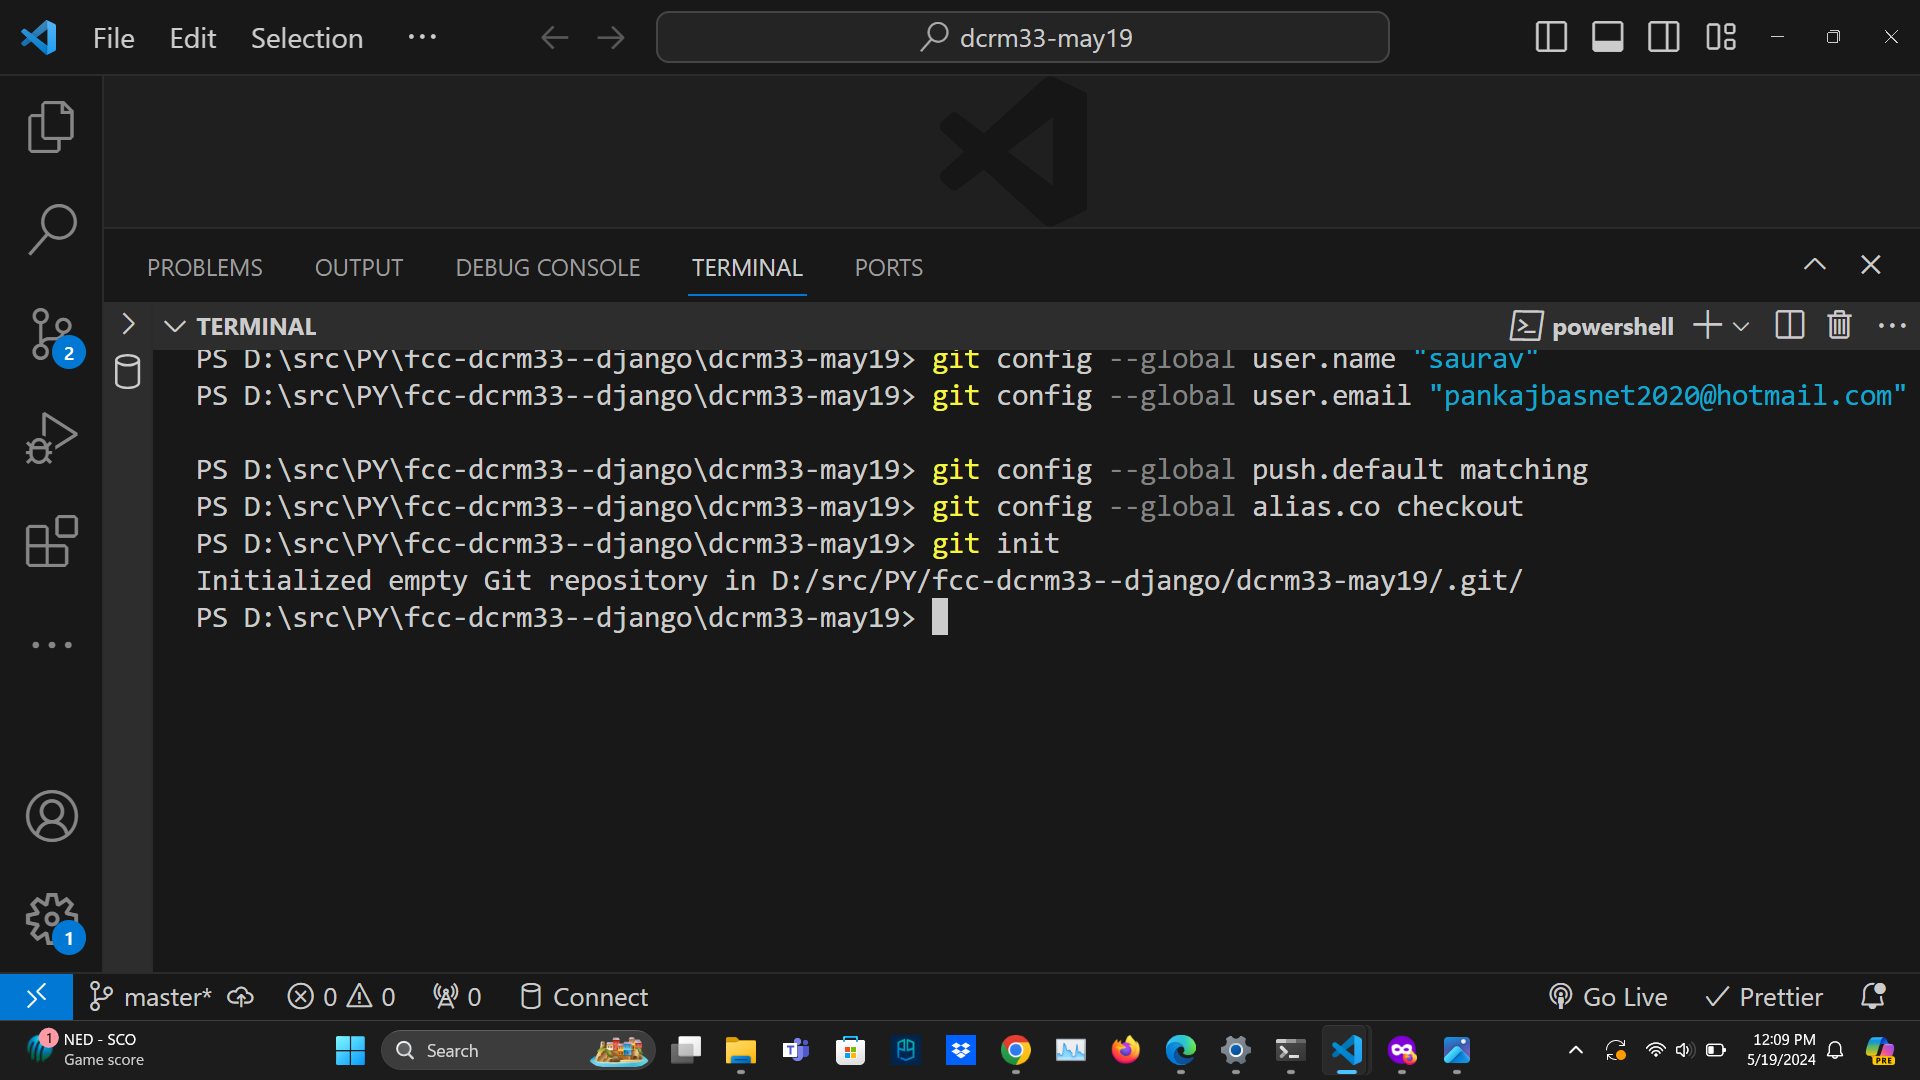 File Edit Selection ··· dcrm33-may19
PROBLEMS OUTPUT DEBUG CONSOLE TERMINAL PORTS
TERMINAL powershell
PS D:\src\PY\fcc-dcrm33--django\dcrm33-may19> git config --global user.name "saurav"
PS D:\src\PY\fcc-dcrm33--django\dcrm33-may19> git config --global user.email "pankajbasnet2020@hotmail.com"
PS D:\src\PY\fcc-dcrm33--django\dcrm33-may19> git config --global push.default matching
PS D:\src\PY\fcc-dcrm33--django\dcrm33-may19> git config --global alias.co checkout
PS D:\src\PY\fcc-dcrm33--django\dcrm33-may19> git init
Initialized empty Git repository in D:/src/PY/fcc-dcrm33--django/dcrm33-may19/.git/
PS D:\src\PY\fcc-dcrm33--django\dcrm33-may19>
2
1
master* 0 0 0 Connect Go Live Prettier
1 NED - SCO
Game score
Search
12:09 PM
5/19/2024
PRE